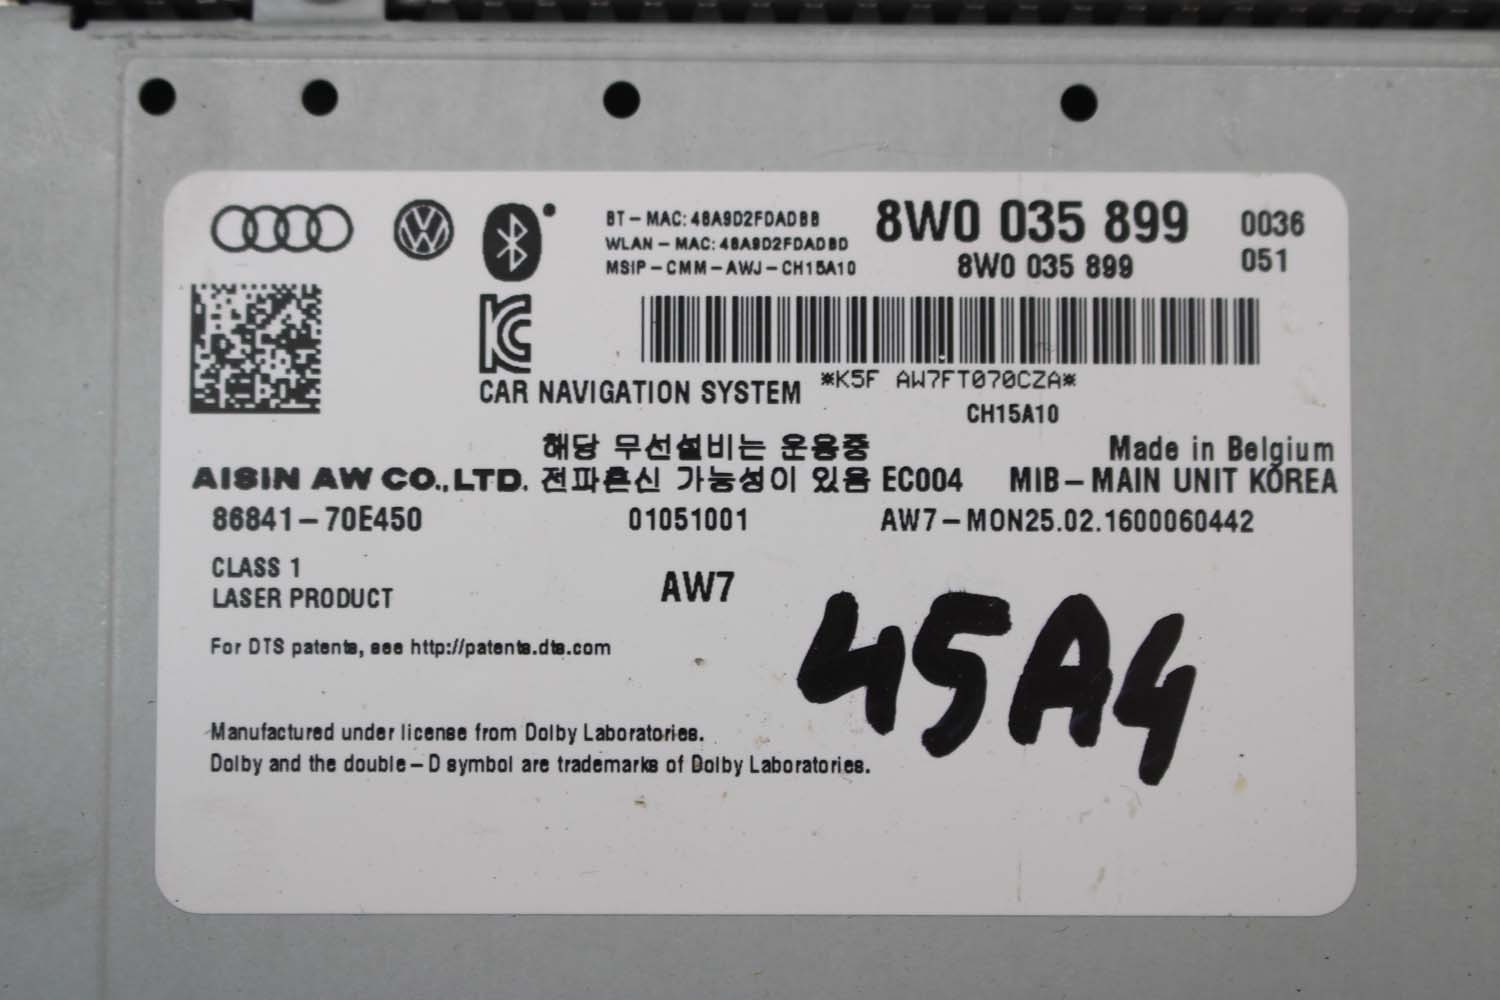 BT-MAC: 48A9D2FDADBB
WLAN-MAC: 48A9D2FDADBD
MSIP-CMM-AWJ-CH15A10
8W0 035 899 0036
8W0 035 899 051
*K5F AW7FT070CZA*
CAR NAVIGATION SYSTEM
CH15A10
해당 무선설비는 운용중
Made in Belgium
AISIN AW CO., LTD. 전파혼신 가능성이 있음 EC004 MIB-MAIN UNIT KOREA
86841-70E450 01051001 AW7-MON25.02.1600060442
CLASS 1
LASER PRODUCT
AW7
45A4
For DTS patents, see http://patents.dts.com
Manufactured under license from Dolby Laboratories.
Dolby and the double-D symbol are trademarks of Dolby Laboratories.